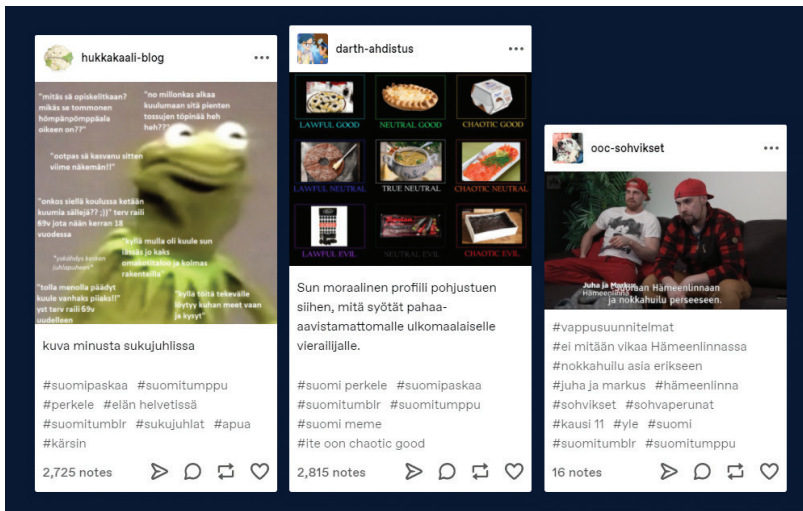 hukkakaali-blog
"mitäs sä opiskelitkaan?
mikäs se tommonen
hömpänpömppäala
oikeen on??"
"no millonkas alkaa
kuulumaan sitä pienten
tossujen töpinää heh
heh??"
"ootpas sä kasvanu sitten
viime näkemän!!"
"onkos siellä koulussa ketään
kuumia sällejä?? ;))" terv raili
69v jota nään kerran 18
vuodessa
"kyllä mulla oli kuule sun
iässäs jo kaks
omakotitaloo ja kolmas
rakenteilla"
*yskähdys kesken
juhlapuheen*
"tolla menolla päädyt
kuule vanhaks piiaks!!"
yst terv raili 69v
uudelleen
"kyllä töitä tekevälle
löytyy kuhan meet vaan
ja kysyt"
kuva minusta sukujuhlissa
#suomipaskaa #suomitumppu
#perkele #elän helvetissä
#suomitumblr #sukujuhlat #apua
#kärsin
2,725 notes
darth-ahdistus
LAWFUL GOOD
NEUTRAL GOOD
CHAOTIC GOOD
LAWFUL NEUTRAL
TRUE NEUTRAL
CHAOTIC NEUTRAL
LAWFUL EVIL
NEUTRAL EVIL
CHAOTIC EVIL
Sun moraalinen profiili pohjustuen
siihen, mitä syötät pahaa-
aavistamattomalle ulkomaalaiselle
vierailijalle.
#suomi perkele #suomipaskaa
#suomitumblr #suomitumppu
#suomi meme
#ite oon chaotic good
2,815 notes
ooc-sohvikset
Juha ja Markus
Hämeenlinna
Hämeenlinnaan
ja nokkahuilu perseeseen.
#vappusuunnitelmat
#ei mitään vikaa Hämeenlinnassa
#nokkahuilu asia erikseen
#juha ja markus #hämeenlinna
#sohvikset #sohvaperunat
#kausi 11 #yle #suomi
#suomitumblr #suomitumppu
16 notes